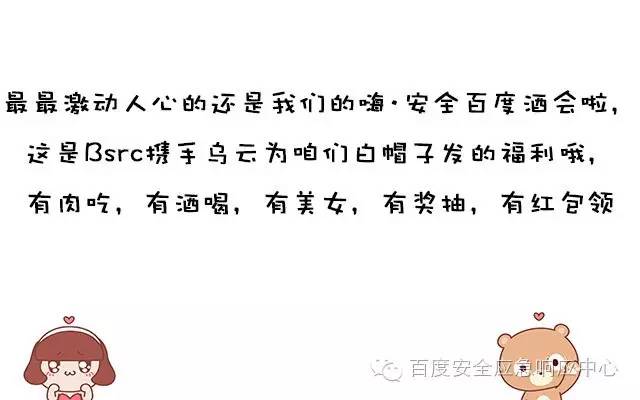 最最激动人心的还是我们的嗨·安全百度酒会啦，
这是Bsrc携手乌云为咱们白帽子发的福利哦，
有肉吃，有酒喝，有美女，有奖抽，有红包领
百度安全应急响应中心